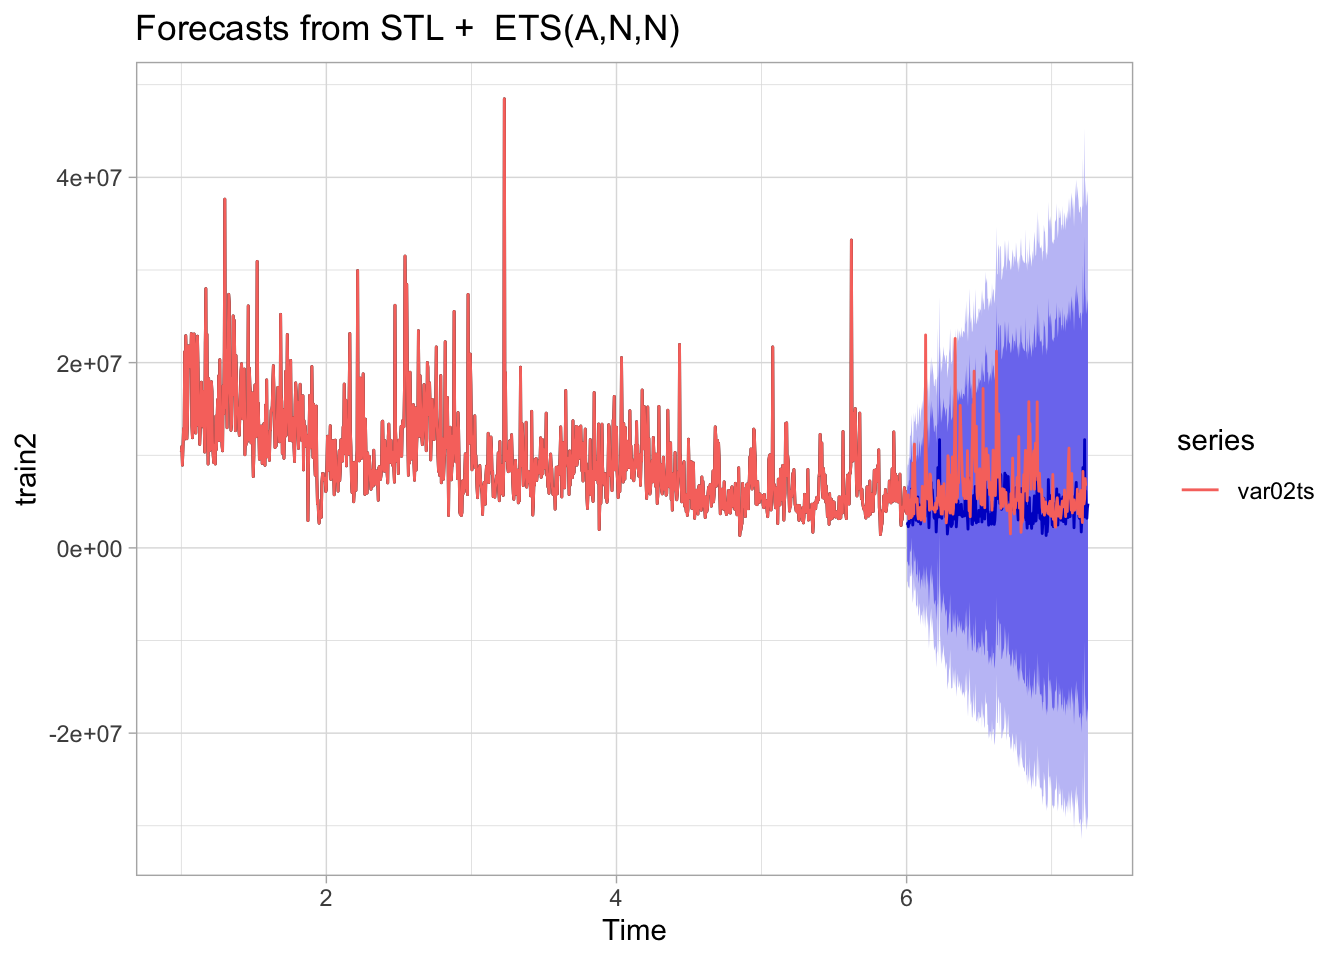 Forecasts from STL +  ETS(A,N,N)
train2
4e+07
2e+07
0e+00
-2e+07
2
4
6
Time
series
var02ts